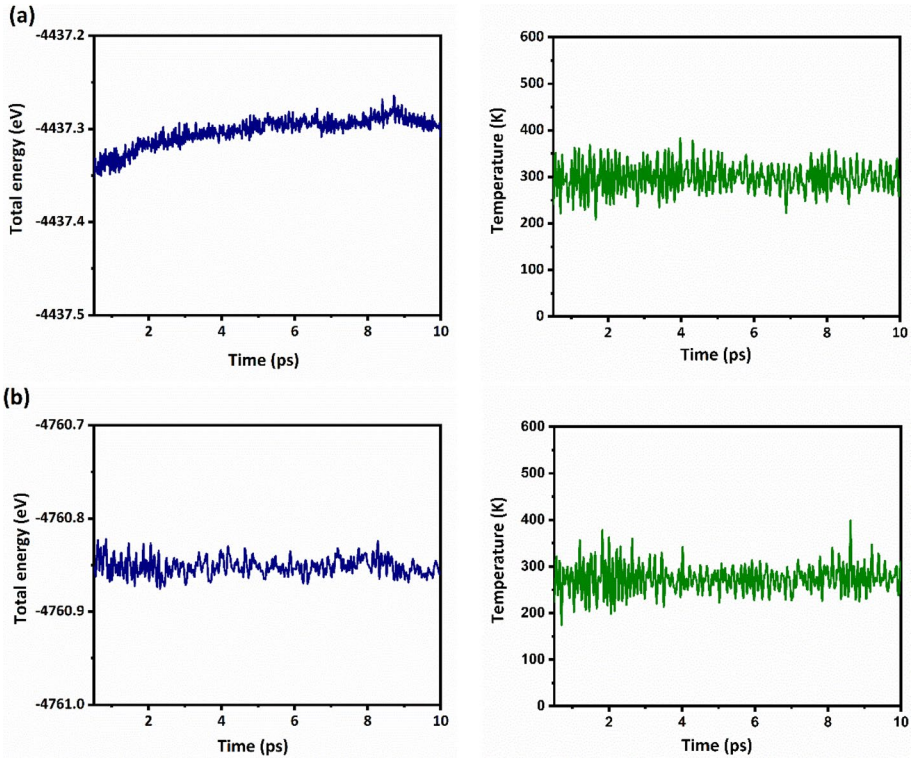 (a)
-4437.2
-4437.3
-4437.4
-4437.5
Total energy (eV)
2 4 6 8 10
Time (ps)
600
500
400
300
200
100
0
Temperature (K)
2 4 6 8 10
Time (ps)
(b)
-4760.7
-4760.8
-4760.9
-4761.0
Total energy (eV)
2 4 6 8 10
Time (ps)
600
500
400
300
200
100
0
Temperature (K)
2 4 6 8 10
Time (ps)